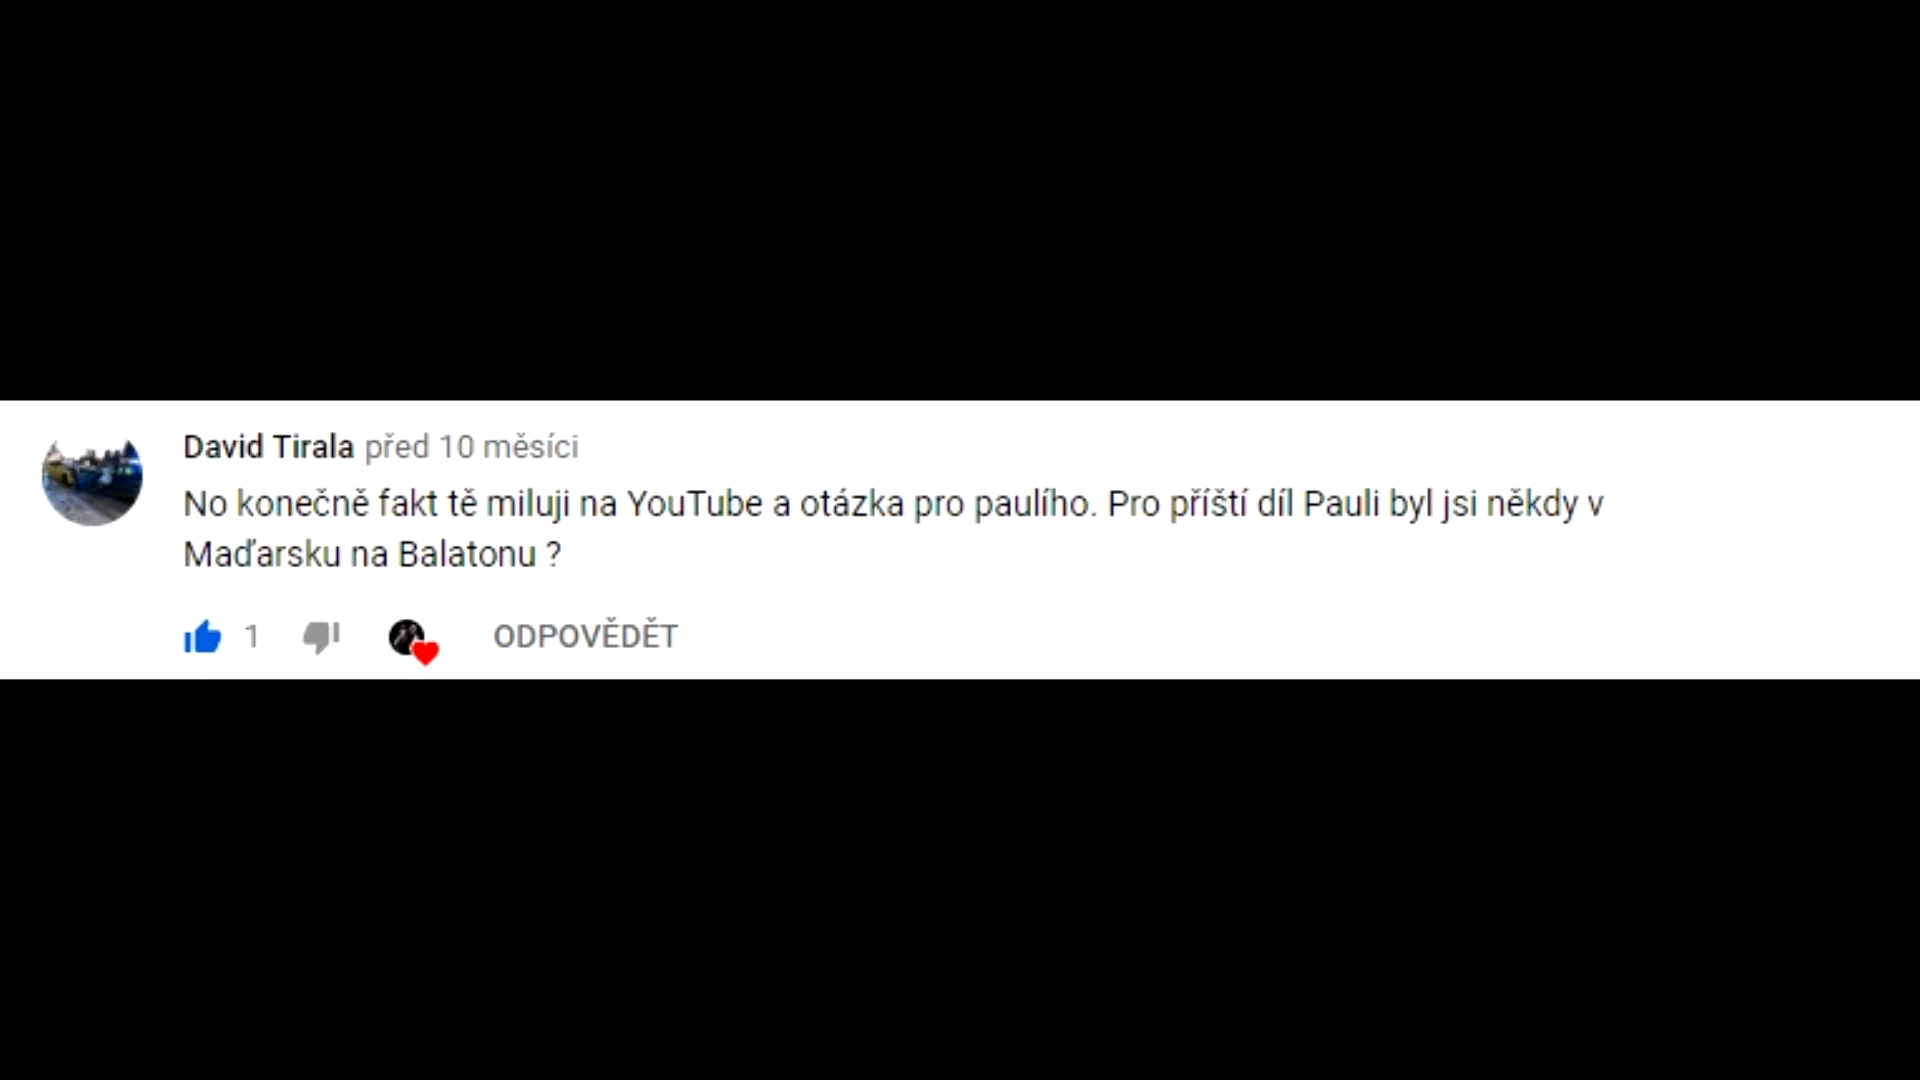 David Tirala před 10 měsíci
No konečně fakt tě miluji na YouTube a otázka pro paulího. Pro příští díl Pauli byl jsi někdy v
Maďarsku na Balatonu ?
1 ODPOVĚDĚT